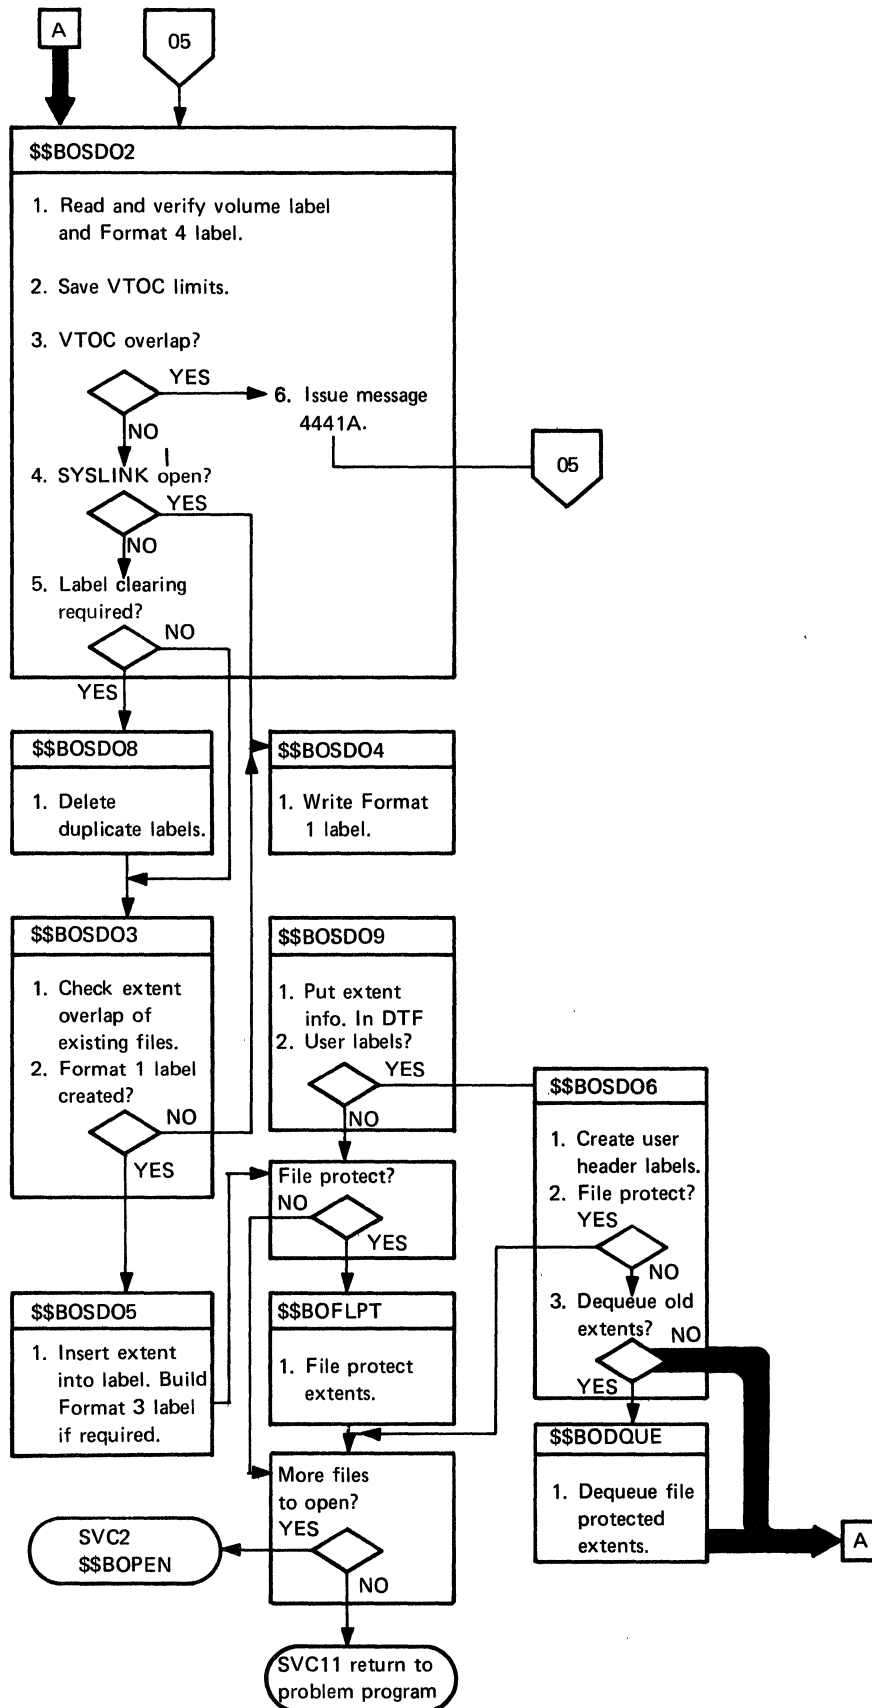 A
05
$$BOSDO2
1. Read and verify volume label
and Format 4 label.
2. Save VTOC limits.
3. VTOC overlap?
YES
6. Issue message
4441A.
NO
05
4. SYSLINK open?
YES
NO
5. Label clearing
required?
NO
YES
$$BOSDO8
1. Delete
duplicate labels.
$$BOSDO4
1. Write Format
1 label.
$$BOSDO3
1. Check extent
overlap of
existing files.
2. Format 1 label
created?
NO
YES
$$BOSDO9
1. Put extent
info. In DTF
2. User labels?
YES
NO
$$BOSDO6
1. Create user
header labels.
2. File protect?
YES
NO
3. Dequeue old
extents?
NO
YES
File protect?
NO
YES
$$BOSDO5
1. Insert extent
into label. Build
Format 3 label
if required.
$$BOFLPT
1. File protect
extents.
$$BODQUE
1. Dequeue file
protected
extents.
A
More files
to open?
YES
NO
SVC2
$$BOPEN
SVC11 return to
problem program